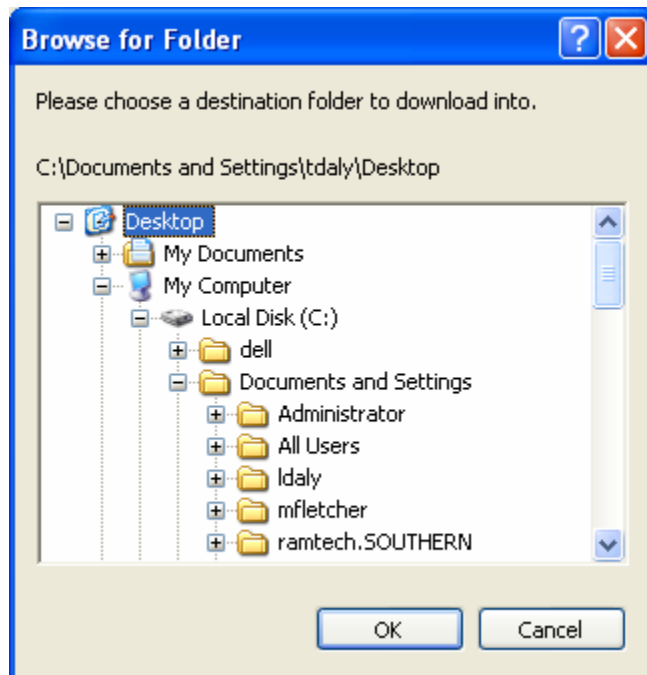 Browse for Folder
Please choose a destination folder to download into.
C:\Documents and Settings\tdaly\Desktop
Desktop
My Documents
My Computer
Local Disk (C:)
dell
Documents and Settings
Administrator
All Users
ldaly
mfletcher
ramtech.SOUTHERN
OK Cancel